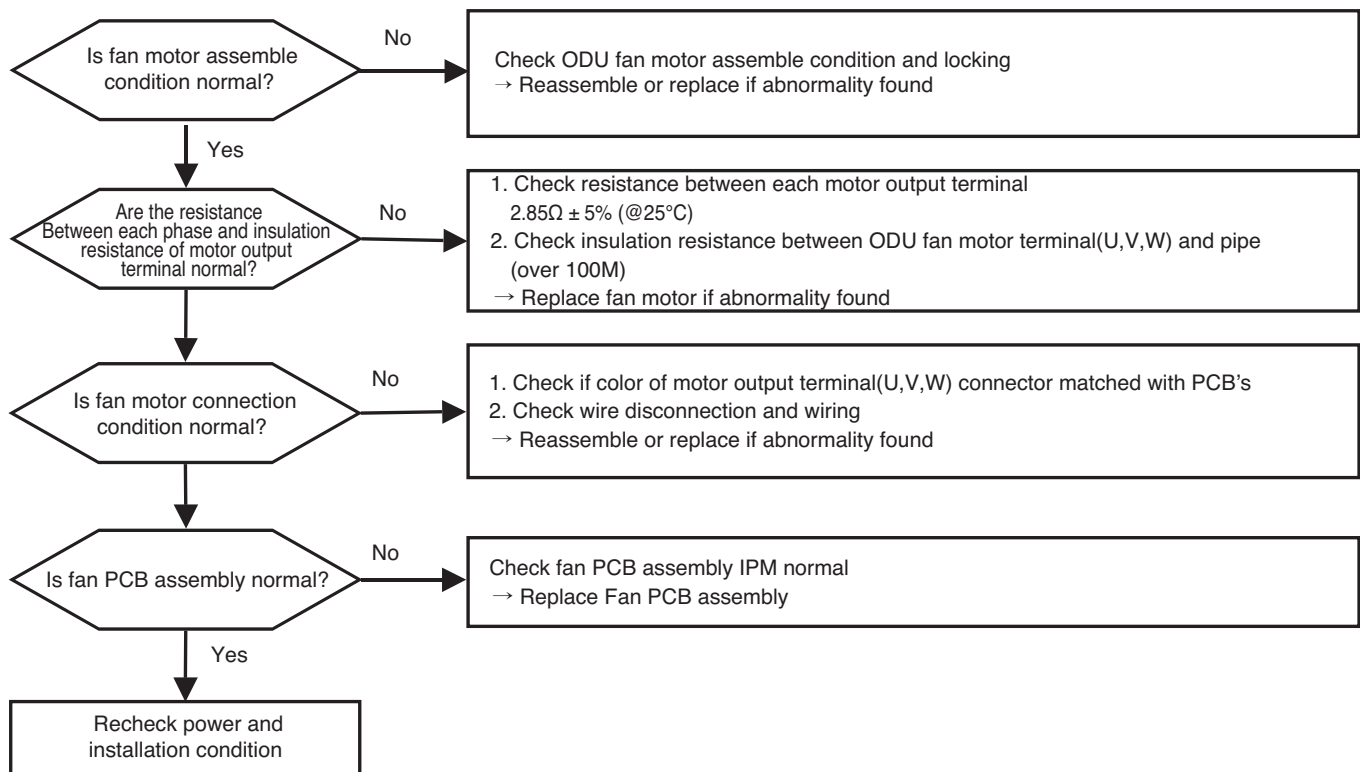 Is fan motor assemble
condition normal?
No
Check ODU fan motor assemble condition and locking
→ Reassemble or replace if abnormality found
Yes
Are the resistance
Between each phase and insulation
resistance of motor output
terminal normal?
No
1. Check resistance between each motor output terminal
2.85Ω ± 5% (@25°C)
2. Check insulation resistance between ODU fan motor terminal(U,V,W) and pipe
(over 100M)
→ Replace fan motor if abnormality found
Is fan motor connection
condition normal?
No
1. Check if color of motor output terminal(U,V,W) connector matched with PCB's
2. Check wire disconnection and wiring
→ Reassemble or replace if abnormality found
Is fan PCB assembly normal?
No
Check fan PCB assembly IPM normal
→ Replace Fan PCB assembly
Yes
Recheck power and
installation condition